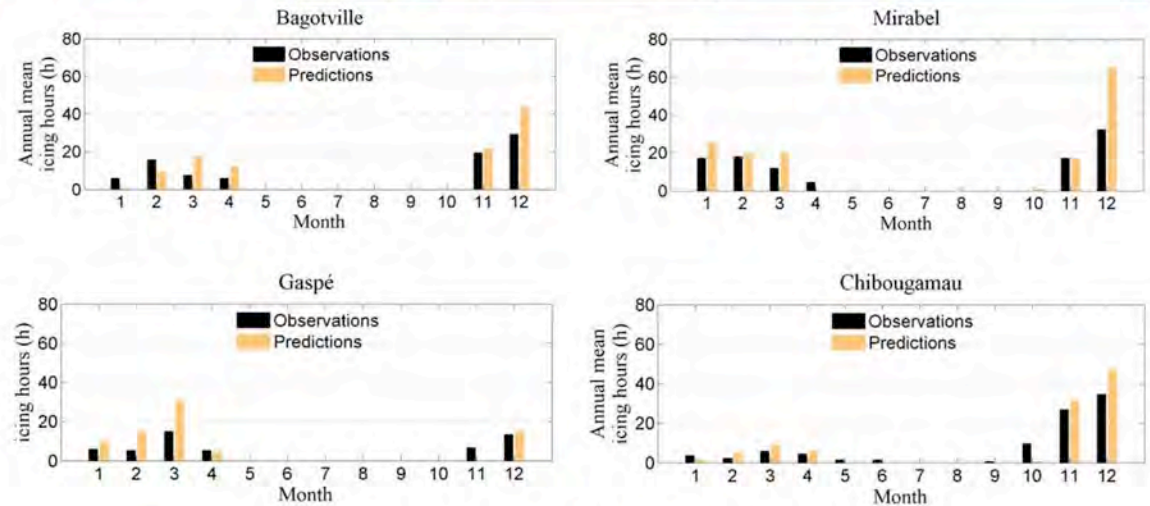 Bagotville
80
60
40
20
0
Annual mean
icing hours (h)
Observations
Predictions
1 2 3 4 5 6 7 8 9 10 11 12
Month
Mirabel
80
60
40
20
0
Annual mean
icing hours (h)
Observations
Predictions
1 2 3 4 5 6 7 8 9 10 11 12
Month
Gaspé
80
60
40
20
0
icing hours (h)
Observations
Predictions
1 2 3 4 5 6 7 8 9 10 11 12
Month
Chibougamau
80
60
40
20
0
Annual mean
icing hours (h)
Observations
Predictions
1 2 3 4 5 6 7 8 9 10 11 12
Month